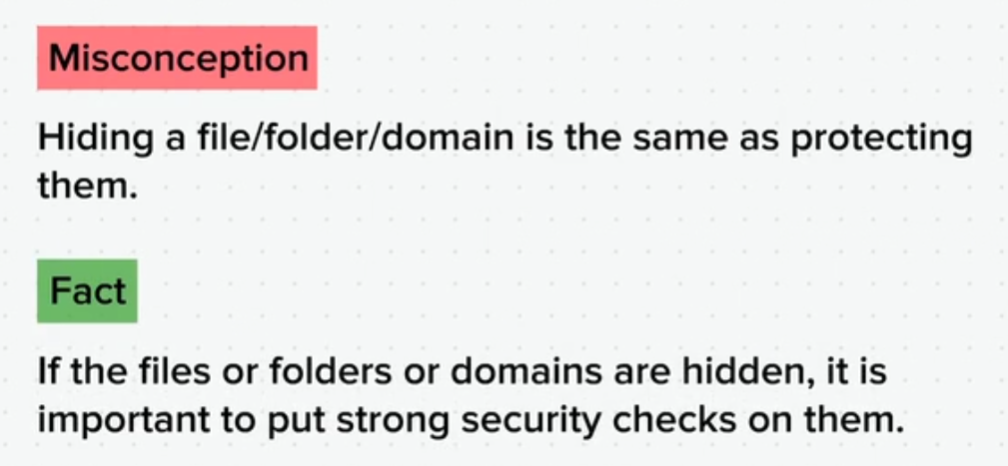 Misconception
Hiding a file/folder/domain is the same as protecting
them.
Fact
If the files or folders or domains are hidden, it is
important to put strong security checks on them.